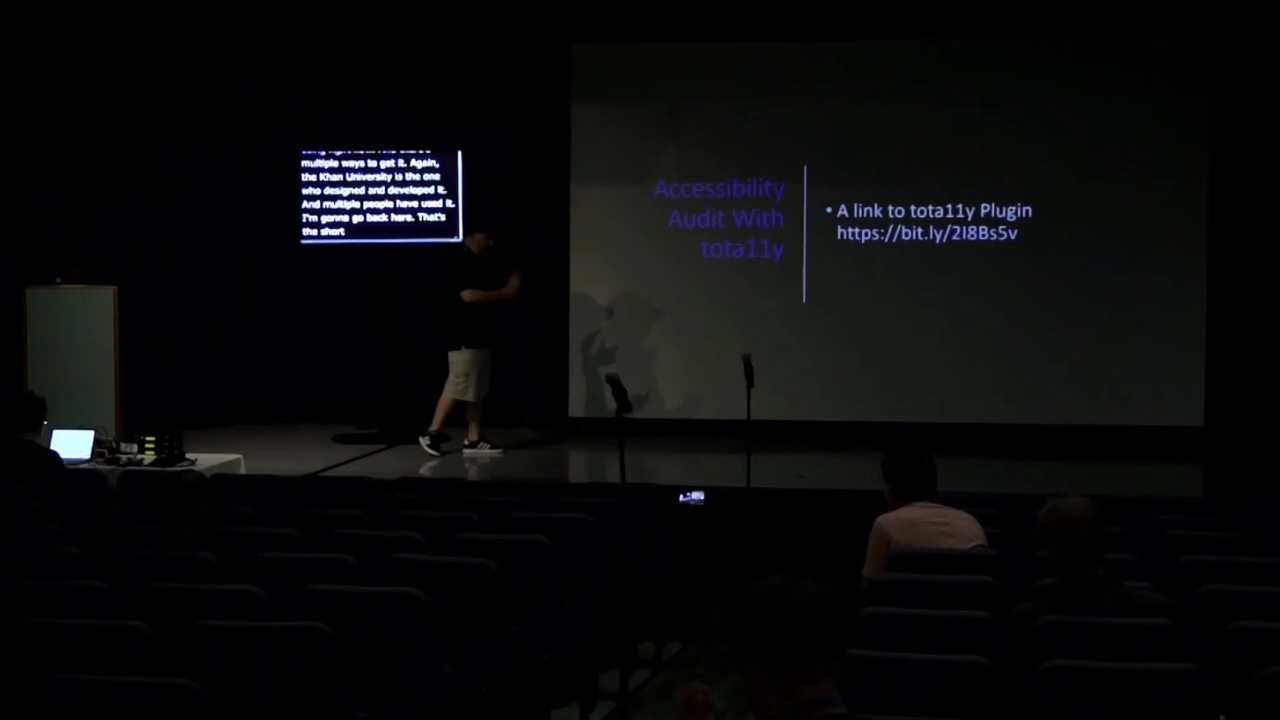 multiple ways to get it. Again,
the Khan University is the one
who designed and developed it.
And multiple people have used it.
I'm gonna go back here. That's
the short
Accessibility
Audit With
tota11y
• A link to tota11y Plugin
https://bit.ly/2I8Bs5v